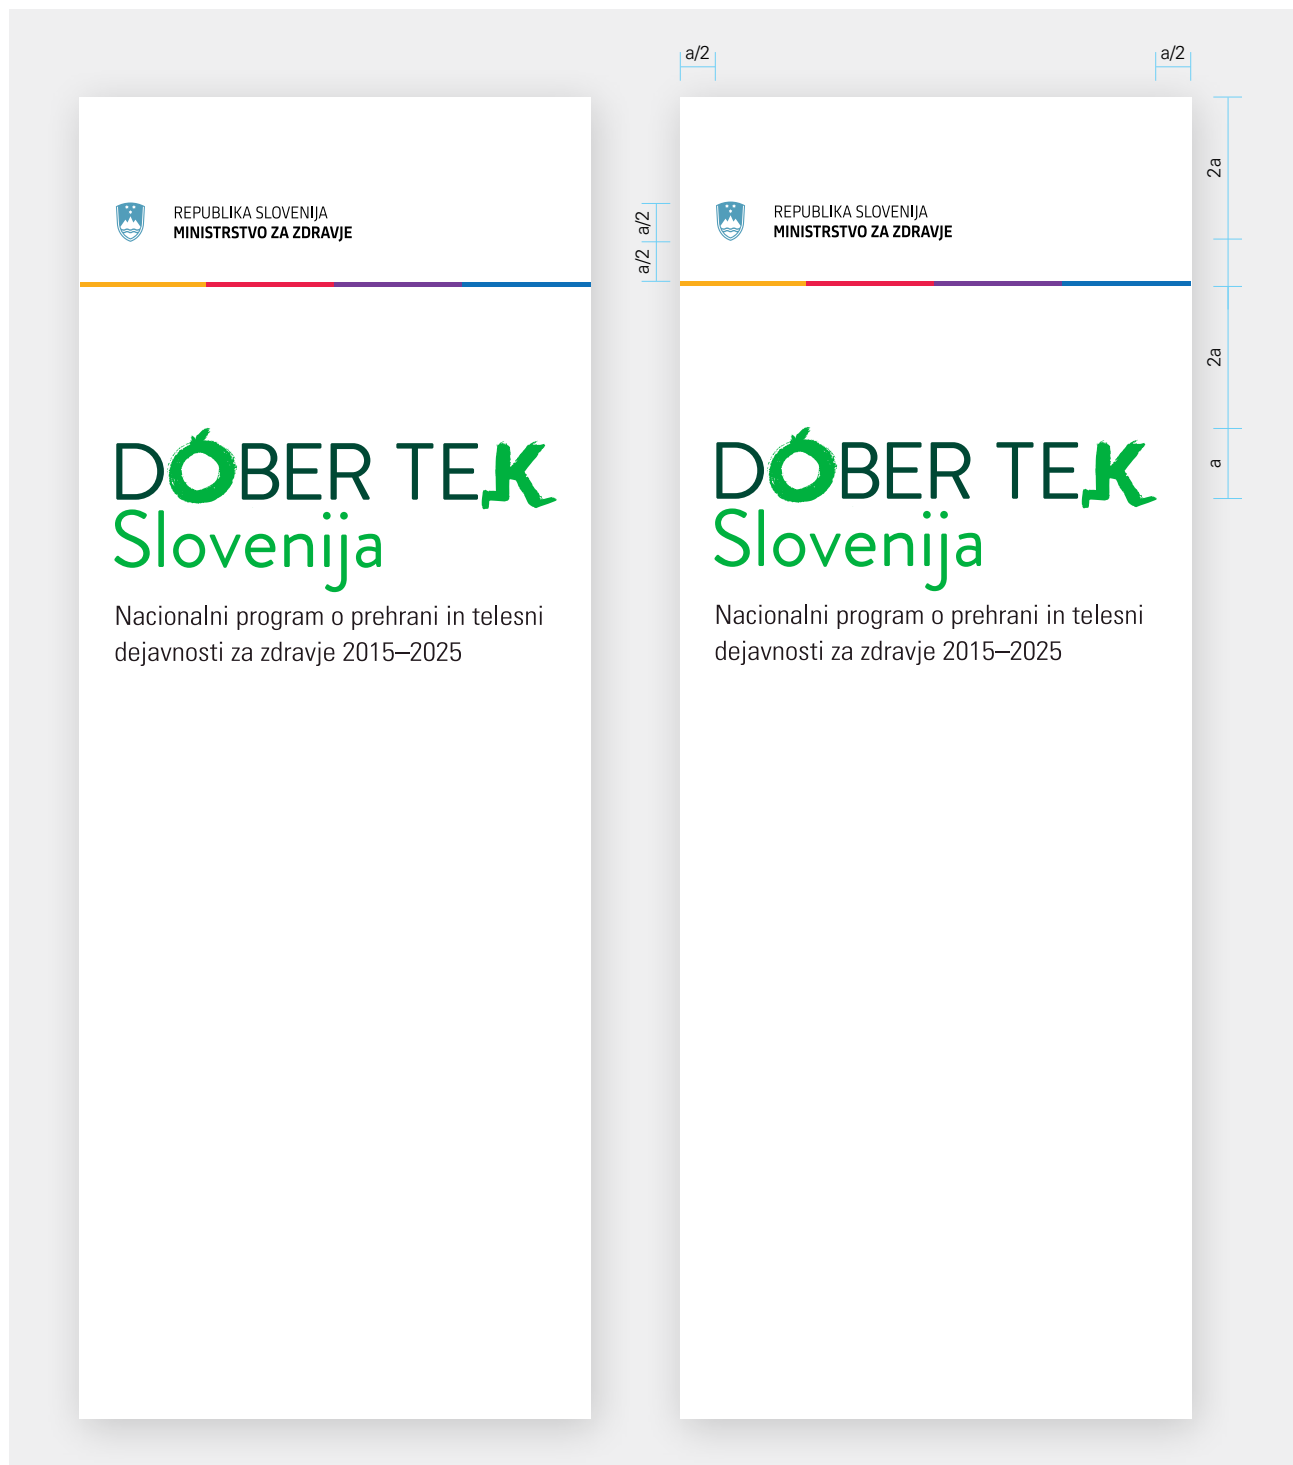 REPUBLIKA SLOVENIJA
MINISTRSTVO ZA ZDRAVJE
DOBER TEK
Slovenija
Nacionalni program o prehrani in telesni
dejavnosti za zdravje 2015–2025
a/2
a/2
a/2
a/2
REPUBLIKA SLOVENIJA
MINISTRSTVO ZA ZDRAVJE
DOBER TEK
Slovenija
Nacionalni program o prehrani in telesni
dejavnosti za zdravje 2015–2025
2a
2a
a